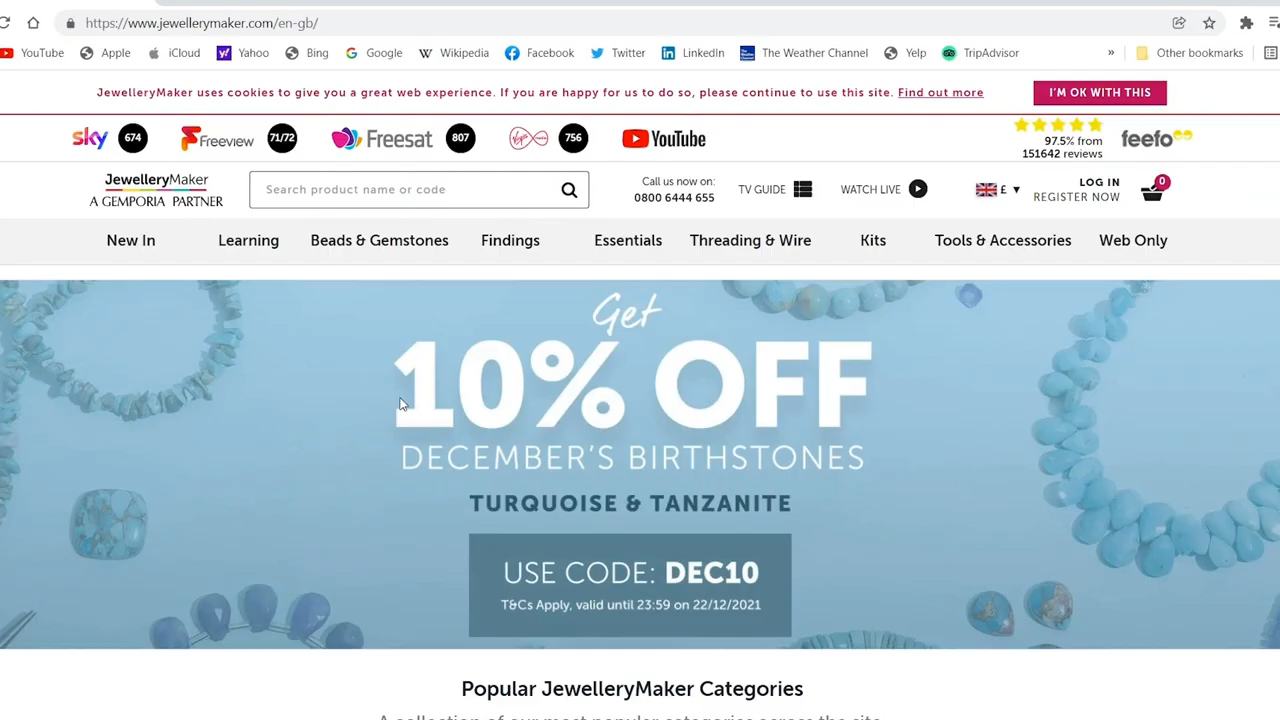 https://www.jewellerymaker.com/en-gb/
YouTube Apple iCloud Yahoo Bing Google Wikipedia Facebook Twitter LinkedIn The Weather Channel Yelp TripAdvisor » Other bookmarks
JewelleryMaker uses cookies to give you a great web experience. If you are happy for us to do so, please continue to use this site. Find out more I'M OK WITH THIS
sky 674 Freeview 71/72 freesat 807 756 YouTube
97.5% from
151642 reviews
feefo
JewelleryMaker
A GEMPORIA PARTNER
Search product name or code
Call us now on:
0800 6444 655
TV GUIDE WATCH LIVE £
LOG IN
REGISTER NOW
0
New In Learning Beads & Gemstones Findings Essentials Threading & Wire Kits Tools & Accessories Web Only
Get
10% OFF
DECEMBER'S BIRTHSTONES
TURQUOISE & TANZANITE
USE CODE: DEC10
T&Cs Apply, valid until 23:59 on 22/12/2021
Popular JewelleryMaker Categories
A collection of our most popular categories across the site